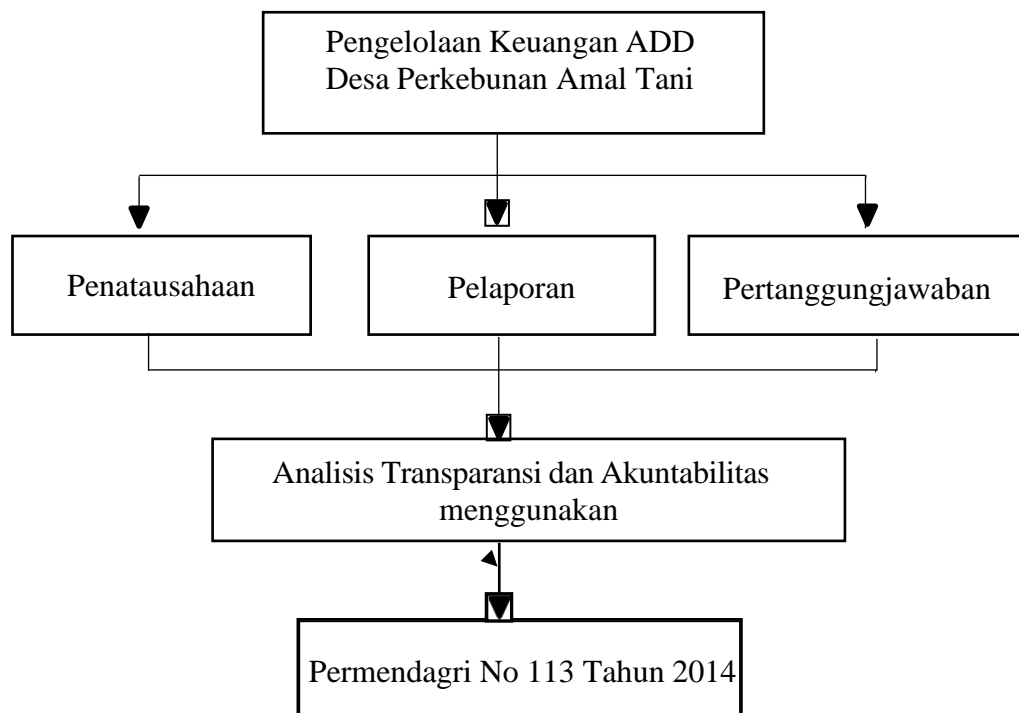 Pengelolaan Keuangan ADD
Desa Perkebunan Amal Tani
Penatausahaan
Pelaporan
Pertanggungjawaban
Analisis Transparansi dan Akuntabilitas
menggunakan
Permendagri No 113 Tahun 2014